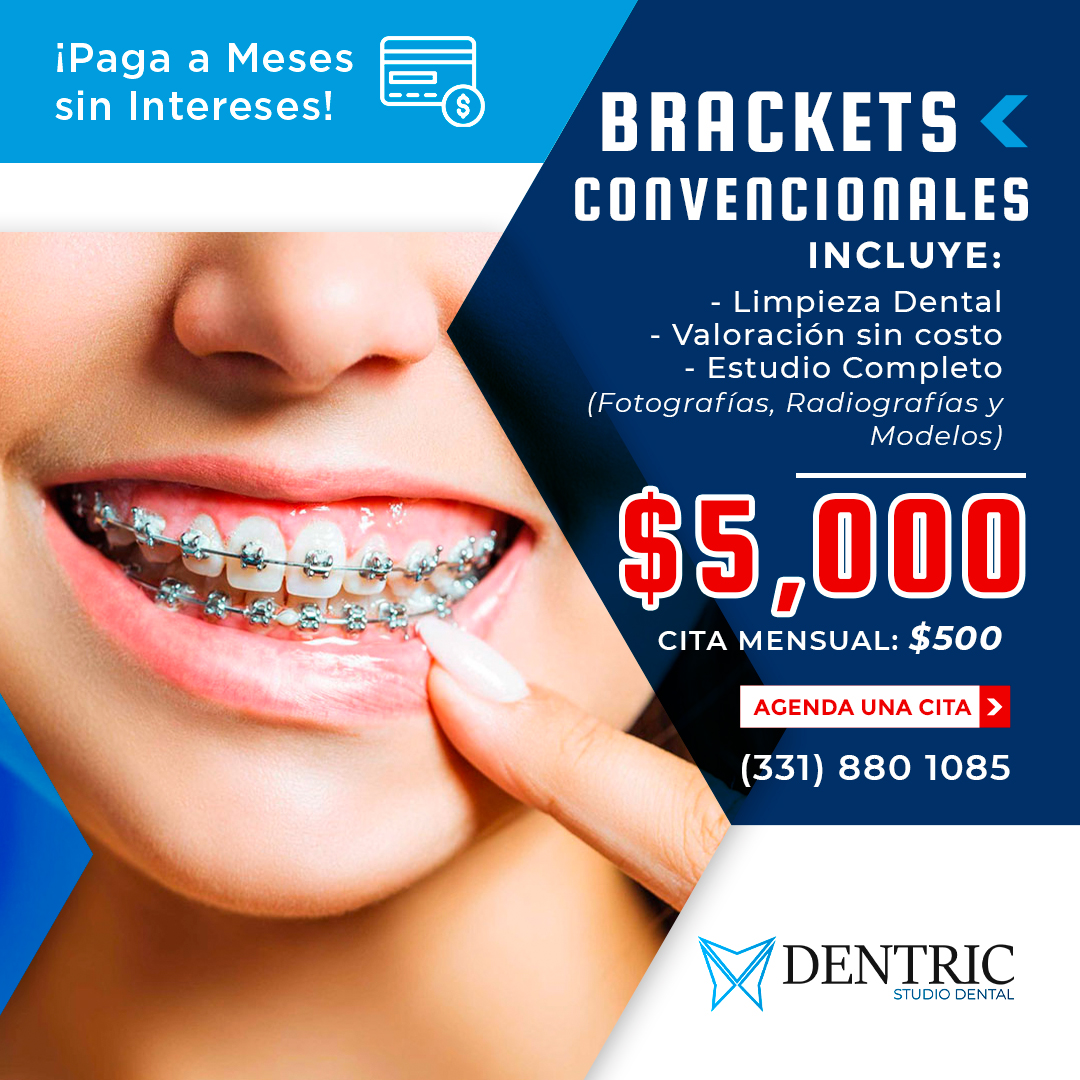 ¡Paga a Meses
sin Intereses!
BRACKETS
CONVENCIONALES
INCLUYE:
- Limpieza Dental
- Valoración sin costo
- Estudio Completo
(Fotografías, Radiografías y
Modelos)
$5,000
CITA MENSUAL: $500
AGENDA UNA CITA
(331) 880 1085
DENTRIC
STUDIO DENTAL